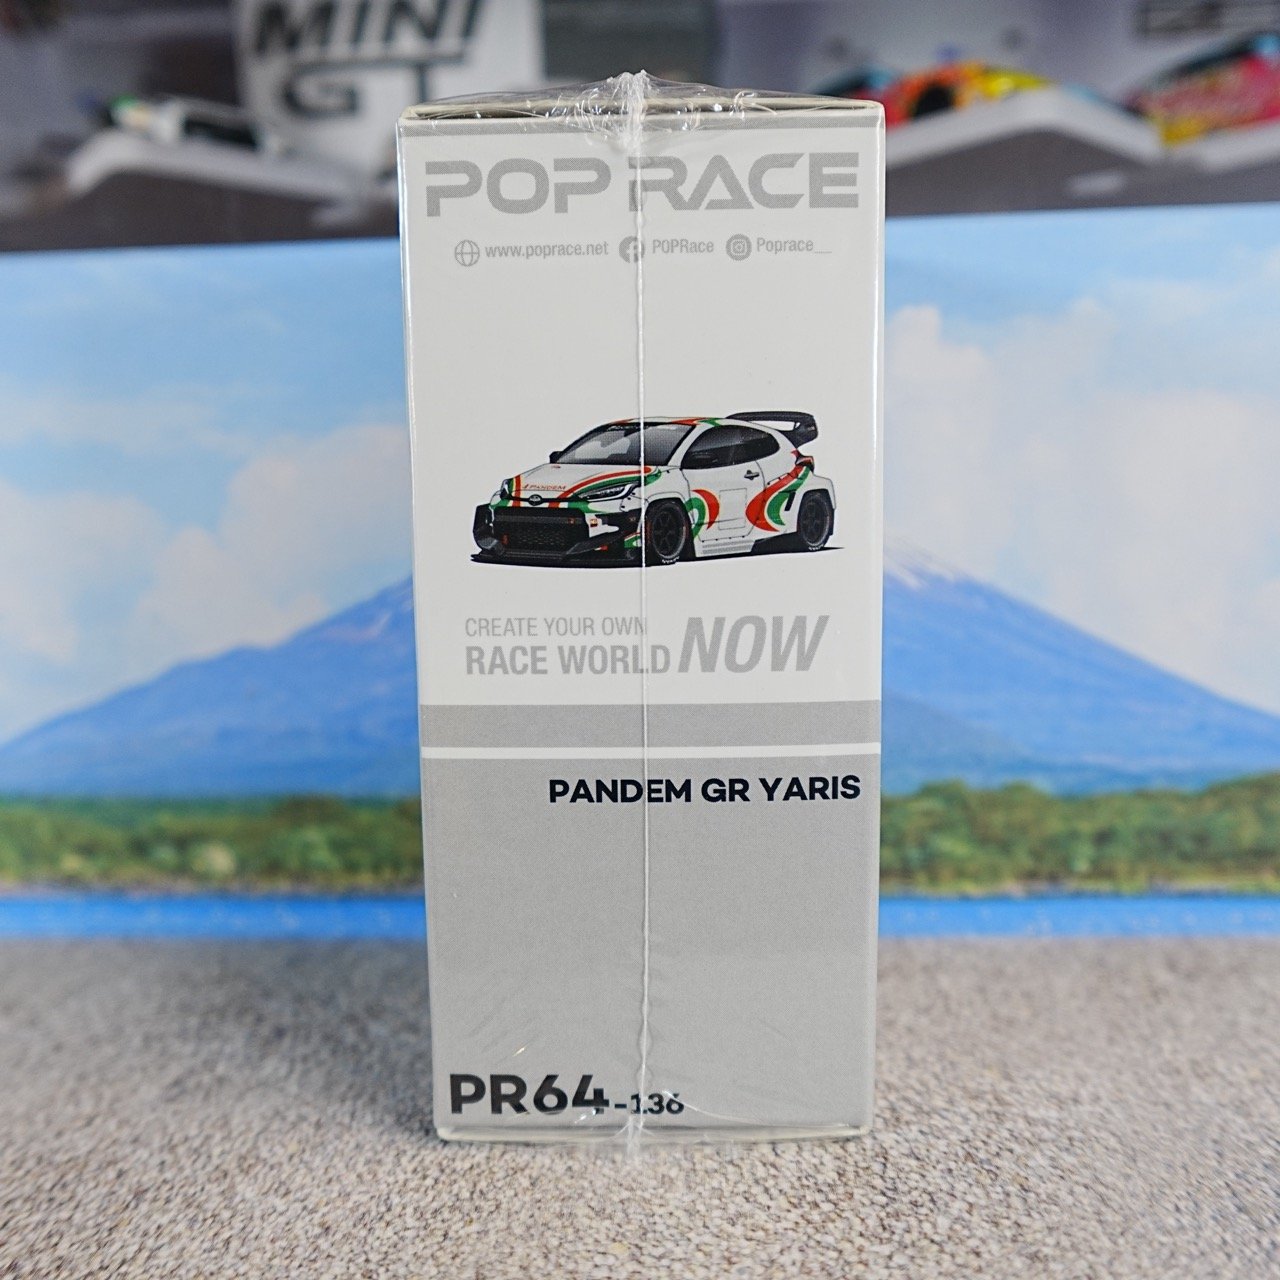 MINI
GT
POP RACE
www.poprace.net POPRace Poprace__
PANDEM
CREATE YOUR OWN
RACE WORLD NOW
PANDEM GR YARIS
PR64-136